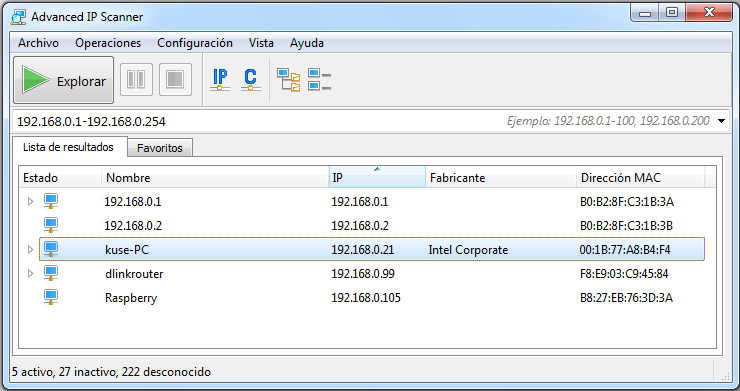 Advanced IP Scanner
Archivo Operaciones Configuración Vista Ayuda
Explorar IP C
192.168.0.1-192.168.0.254 Ejemplo: 192.168.0.1-100, 192.168.0.200
Lista de resultados Favoritos
Estado Nombre IP Fabricante Dirección MAC
192.168.0.1 192.168.0.1 B0:B2:8F:C3:1B:3A
192.168.0.2 192.168.0.2 B0:B2:8F:C3:1B:3B
kuse-PC 192.168.0.21 Intel Corporate 00:1B:77:A8:B4:F4
dlinkrouter 192.168.0.99 F8:E9:03:C9:45:84
Raspberry 192.168.0.105 B8:27:EB:76:3D:3A
5 activo, 27 inactivo, 222 desconocido